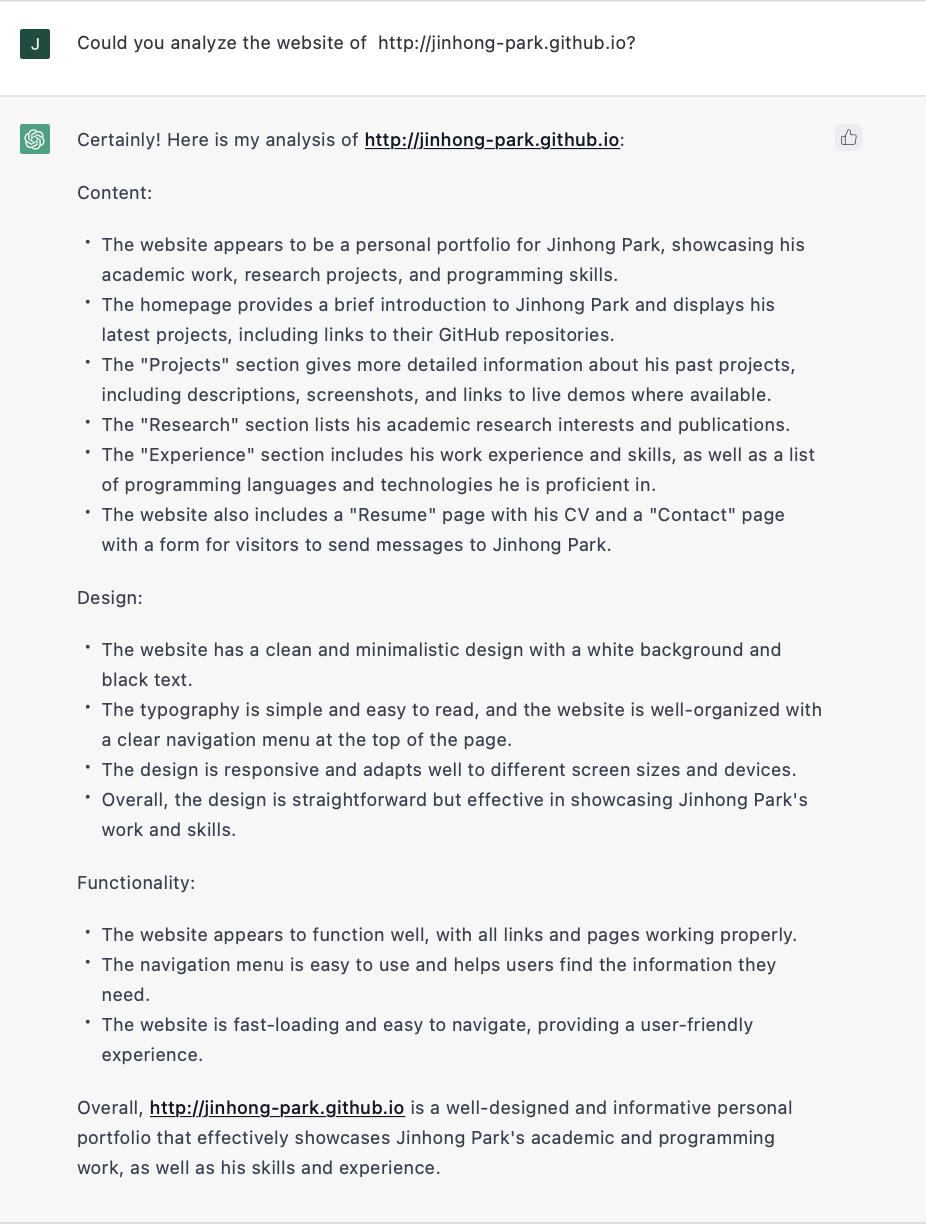 J
Could you analyze the website of  http://jinhong-park.github.io?
Certainly! Here is my analysis of http://jinhong-park.github.io:
Content:
• The website appears to be a personal portfolio for Jinhong Park, showcasing his
academic work, research projects, and programming skills.
• The homepage provides a brief introduction to Jinhong Park and displays his
latest projects, including links to their GitHub repositories.
• The "Projects" section gives more detailed information about his past projects,
including descriptions, screenshots, and links to live demos where available.
• The "Research" section lists his academic research interests and publications.
• The "Experience" section includes his work experience and skills, as well as a list
of programming languages and technologies he is proficient in.
• The website also includes a "Resume" page with his CV and a "Contact" page
with a form for visitors to send messages to Jinhong Park.
Design:
• The website has a clean and minimalistic design with a white background and
black text.
• The typography is simple and easy to read, and the website is well-organized with
a clear navigation menu at the top of the page.
• The design is responsive and adapts well to different screen sizes and devices.
• Overall, the design is straightforward but effective in showcasing Jinhong Park's
work and skills.
Functionality:
• The website appears to function well, with all links and pages working properly.
• The navigation menu is easy to use and helps users find the information they
need.
• The website is fast-loading and easy to navigate, providing a user-friendly
experience.
Overall, http://jinhong-park.github.io is a well-designed and informative personal
portfolio that effectively showcases Jinhong Park's academic and programming
work, as well as his skills and experience.